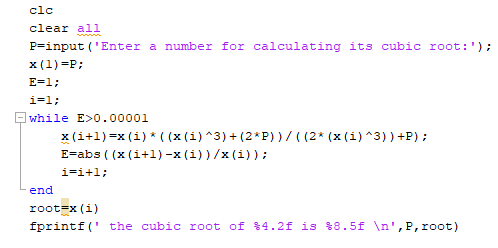 clc
clear all
P=input('Enter a number for calculating its cubic root:');
x(1)=P;
E=1;
i=1;
while E>0.00001
x(i+1)=x(i)*((x(i)^3)+(2*P))/((2*(x(i)^3))+P);
E=abs((x(i+1)-x(i))/x(i));
i=i+1;
end
root=x(i)
fprintf(' the cubic root of %4.2f is %8.5f \n',P,root)